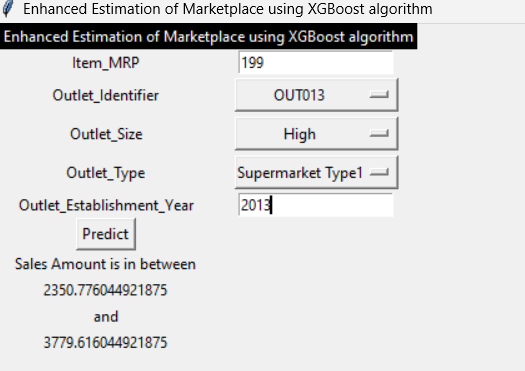 Enhanced Estimation of Marketplace using XGBoost algorithm
Enhanced Estimation of Marketplace using XGBoost algorithm
Item_MRP 199
Outlet_Identifier OUT013
Outlet_Size High
Outlet_Type Supermarket Type1
Outlet_Establishment_Year 2013
Predict
Sales Amount is in between
2350.776044921875
and
3779.616044921875